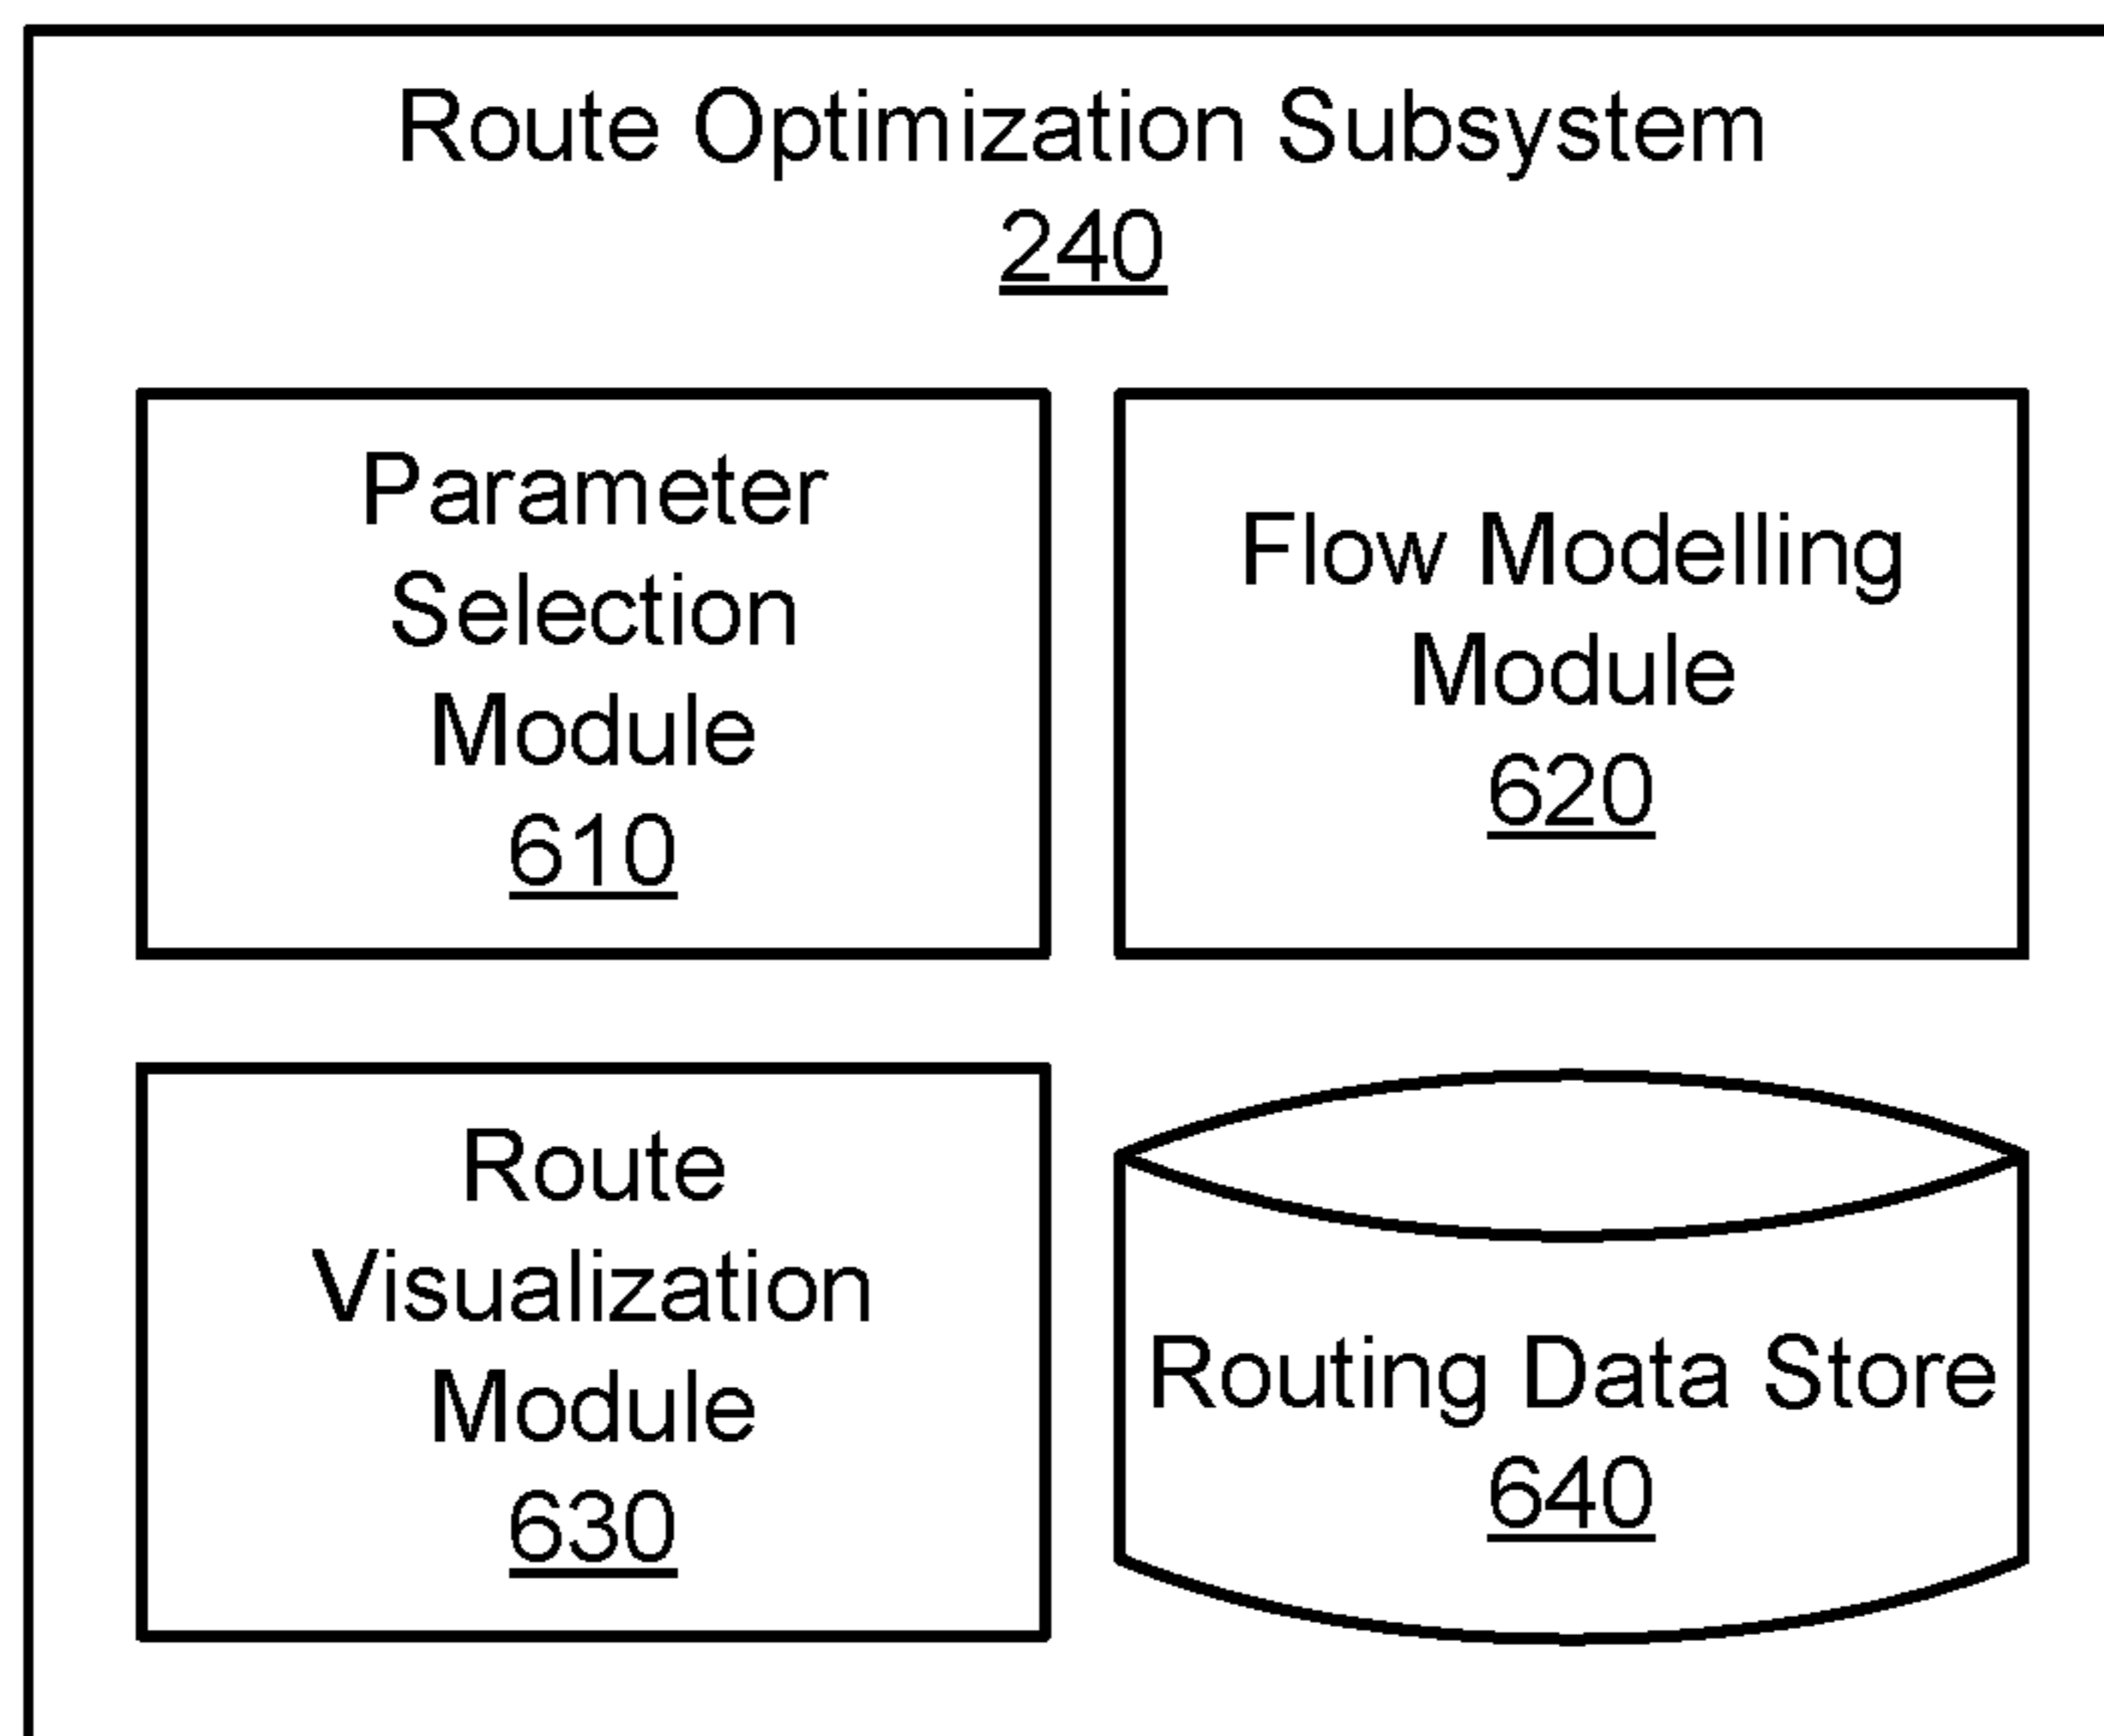 Route Optimization Subsystem
240
Parameter
Selection
Module
610
Flow Modelling
Module
620
Route
Visualization
Module
630
Routing Data Store
640